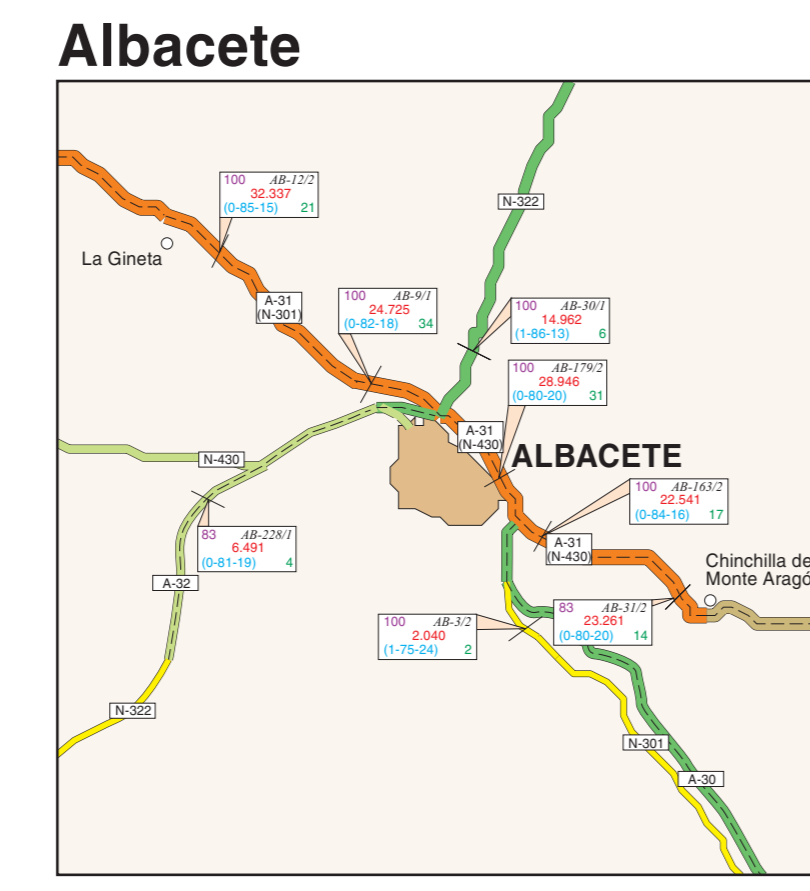 Albacete
100 AB-12/2
32.337
(0-85-15) 21
N-322
La Gineta
A-31
(N-301)
100 AB-9/1
24.725
(0-82-18) 34
100 AB-30/1
14.962
(1-86-13) 6
100 AB-179/2
28.946
(0-80-20) 31
A-31
(N-430)
ALBACETE
N-430
100 AB-163/2
22.541
(0-84-16) 17
83 AB-228/1
6.491
(0-81-19) 4
A-31
(N-430)
Chinchilla de
Monte Aragó
A-32
83 AB-31/2
23.261
(0-80-20) 14
100 AB-3/2
2.040
(1-75-24) 2
N-322
N-301
A-30